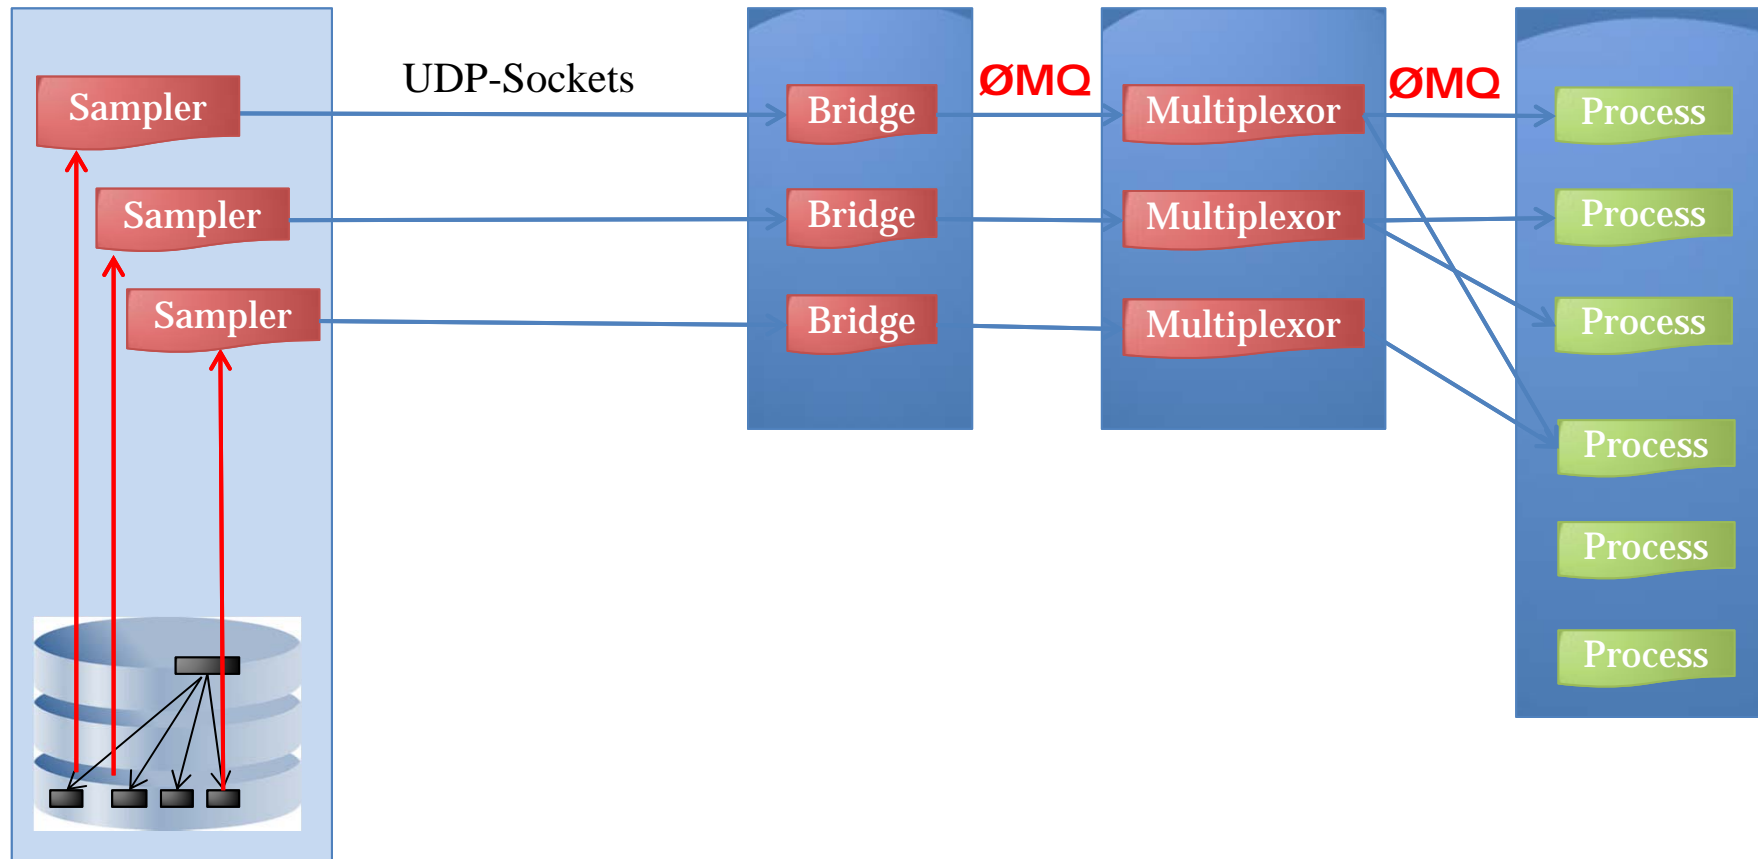 UDP-Sockets
ØMQ
ØMQ
Sampler
Bridge
Multiplexor
Process
Sampler
Bridge
Multiplexor
Process
Sampler
Bridge
Multiplexor
Process
Process
Process
Process